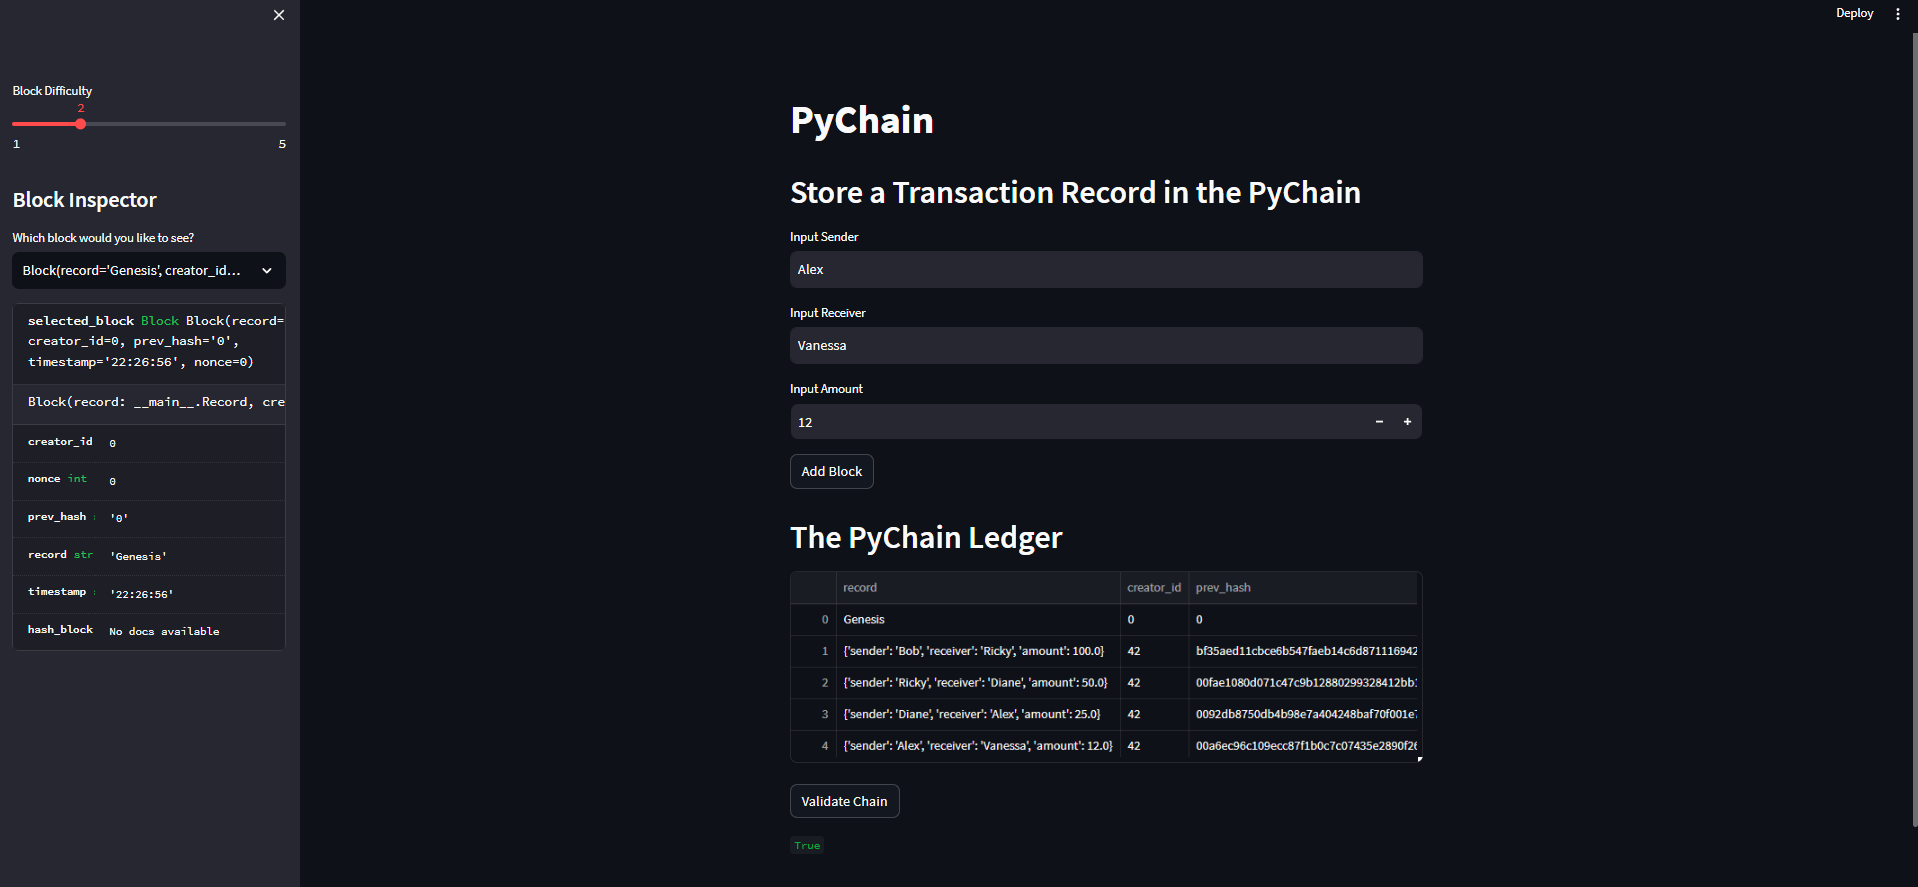 Deploy
Block Difficulty
2
1 5
Block Inspector
Which block would you like to see?
Block(record='Genesis', creator_id...
selected_block Block Block(record=
creator_id=0, prev_hash='0',
timestamp='22:26:56', nonce=0)
Block(record: __main__.Record, cre
creator_id 0
nonce int 0
prev_hash '0'
record str 'Genesis'
timestamp '22:26:56'
hash_block No docs available
PyChain
Store a Transaction Record in the PyChain
Input Sender
Alex
Input Receiver
Vanessa
Input Amount
12 - +
Add Block
The PyChain Ledger
record creator_id prev_hash
0 Genesis 0 0
1 {'sender': 'Bob', 'receiver': 'Ricky', 'amount': 100.0} 42 bf35aed11cbce6b547faeb14c6d871116942
2 {'sender': 'Ricky', 'receiver': 'Diane', 'amount': 50.0} 42 00fae1080d071c47c9b12880299328412bb1
3 {'sender': 'Diane', 'receiver': 'Alex', 'amount': 25.0} 42 0092db8750db4b98e7a404248baf70f001e7
4 {'sender': 'Alex', 'receiver': 'Vanessa', 'amount': 12.0} 42 00a6ec96c109ecc87f1b0c7c07435e2890f26
Validate Chain
True